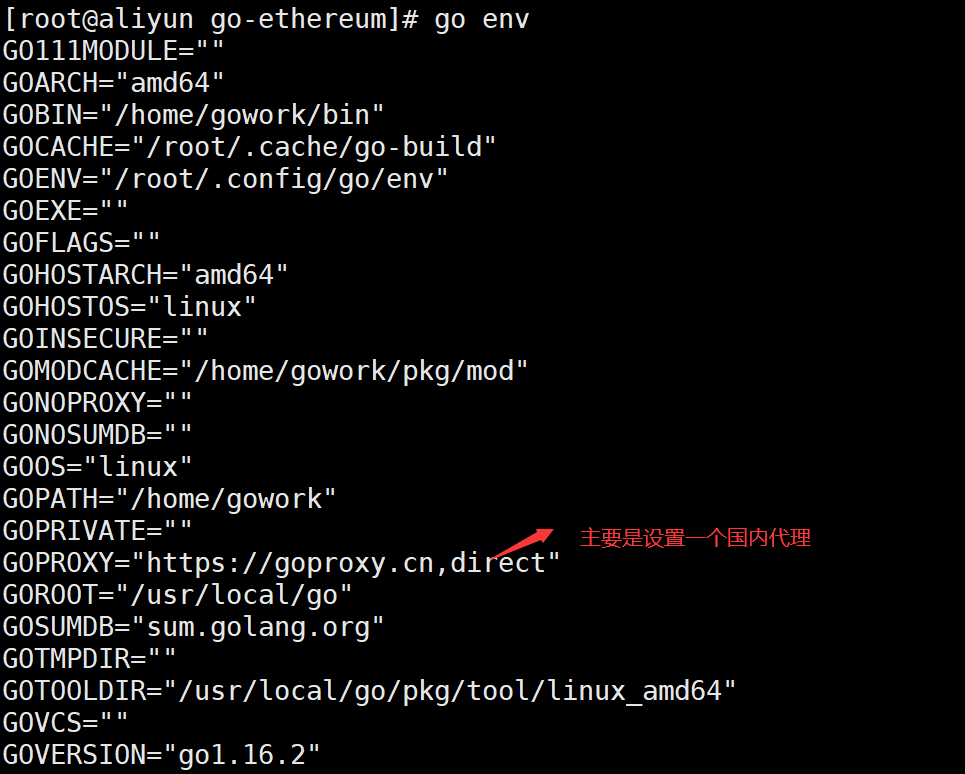 [root@aliyun go-ethereum]# go env
GO111MODULE=""
GOARCH="amd64"
GOBIN="/home/gowork/bin"
GOCACHE="/root/.cache/go-build"
GOENV="/root/.config/go/env"
GOEXE=""
GOFLAGS=""
GOHOSTARCH="amd64"
GOHOSTOS="linux"
GOINSECURE=""
GOMODCACHE="/home/gowork/pkg/mod"
GONOPROXY=""
GONOSUMDB=""
GOOS="linux"
GOPATH="/home/gowork"
GOPRIVATE=""
主要是设置一个国内代理
GOPROXY="https://goproxy.cn,direct"
GOROOT="/usr/local/go"
GOSUMDB="sum.golang.org"
GOTMPDIR=""
GOTOOLDIR="/usr/local/go/pkg/tool/linux_amd64"
GOVCS=""
GOVERSION="go1.16.2"